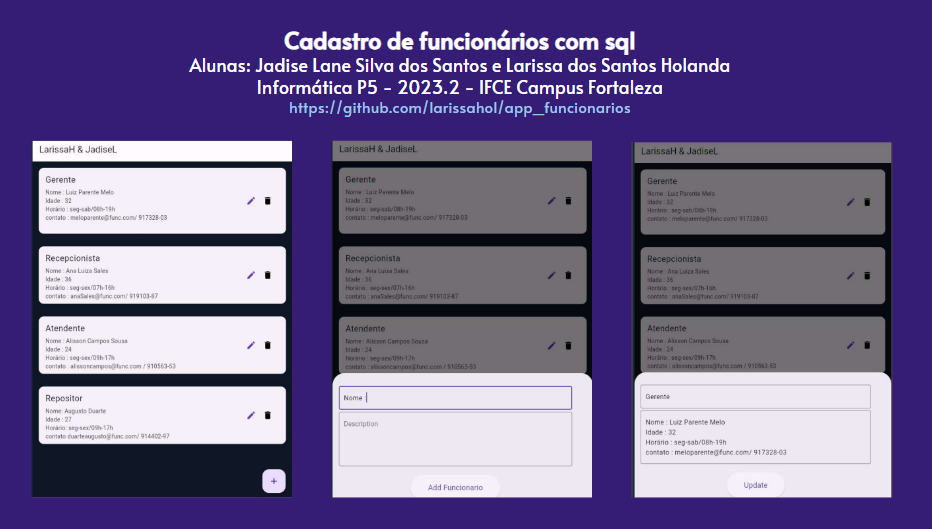 Cadastro de funcionários com sql
Alunas: Jadise Lane Silva dos Santos e Larissa dos Santos Holanda
Informática P5 - 2023.2 - IFCE Campus Fortaleza
https://github.com/larissahol/app_funcionarios
LarissaH & JadiseL
Gerente
Nome : Luiz Parente Melo
Idade : 32
Horário : seg-sab/08h-19h
contato : meloparente@func.com/ 917328-03
Recepcionista
Nome : Ana Luiza Sales
Idade : 36
Horário : seg-sex/07h-16h
contato : anaSales@func.com/ 919103-87
Atendente
Nome : Alisson Campos Sousa
Idade : 24
Horário : seg-sex/09h-17h
contato : alissoncampos@func.com / 910563-53
Repositor
Nome: Augusto Duarte
Idade : 27
Horário: seg-sex/09h-17h
contato:duarteaugusto@func.com/ 914402-97
+
LarissaH & JadiseL
Gerente
Nome : Luiz Parente Melo
Idade : 32
Horário : seg-sab/08h-19h
contato : meloparente@func.com/ 917328-03
Recepcionista
Nome : Ana Luiza Sales
Idade : 36
Horário : seg-sex/07h-16h
contato : anaSales@func.com/ 919103-87
Atendente
Nome : Alisson Campos Sousa
Idade : 24
Horário : seg-sex/09h-17h
contato : alissoncampos@func.com / 910563-53
Nome
Description
Add Funcionario
LarissaH & JadiseL
Gerente
Nome : Luiz Parente Melo
Idade : 32
Horário : seg-sab/08h-19h
contato : meloparente@func.com/ 917328-03
Recepcionista
Nome : Ana Luiza Sales
Idade : 36
Horário : seg-sex/07h-16h
contato : anaSales@func.com/ 919103-87
Atendente
Nome : Alisson Campos Sousa
Idade : 24
Horário : seg-sex/09h-17h
contato : alissoncampos@func.com / 910563-53
Gerente
Nome : Luiz Parente Melo
Idade : 32
Horário : seg-sab/08h-19h
contato : meloparente@func.com/ 917328-03
Update